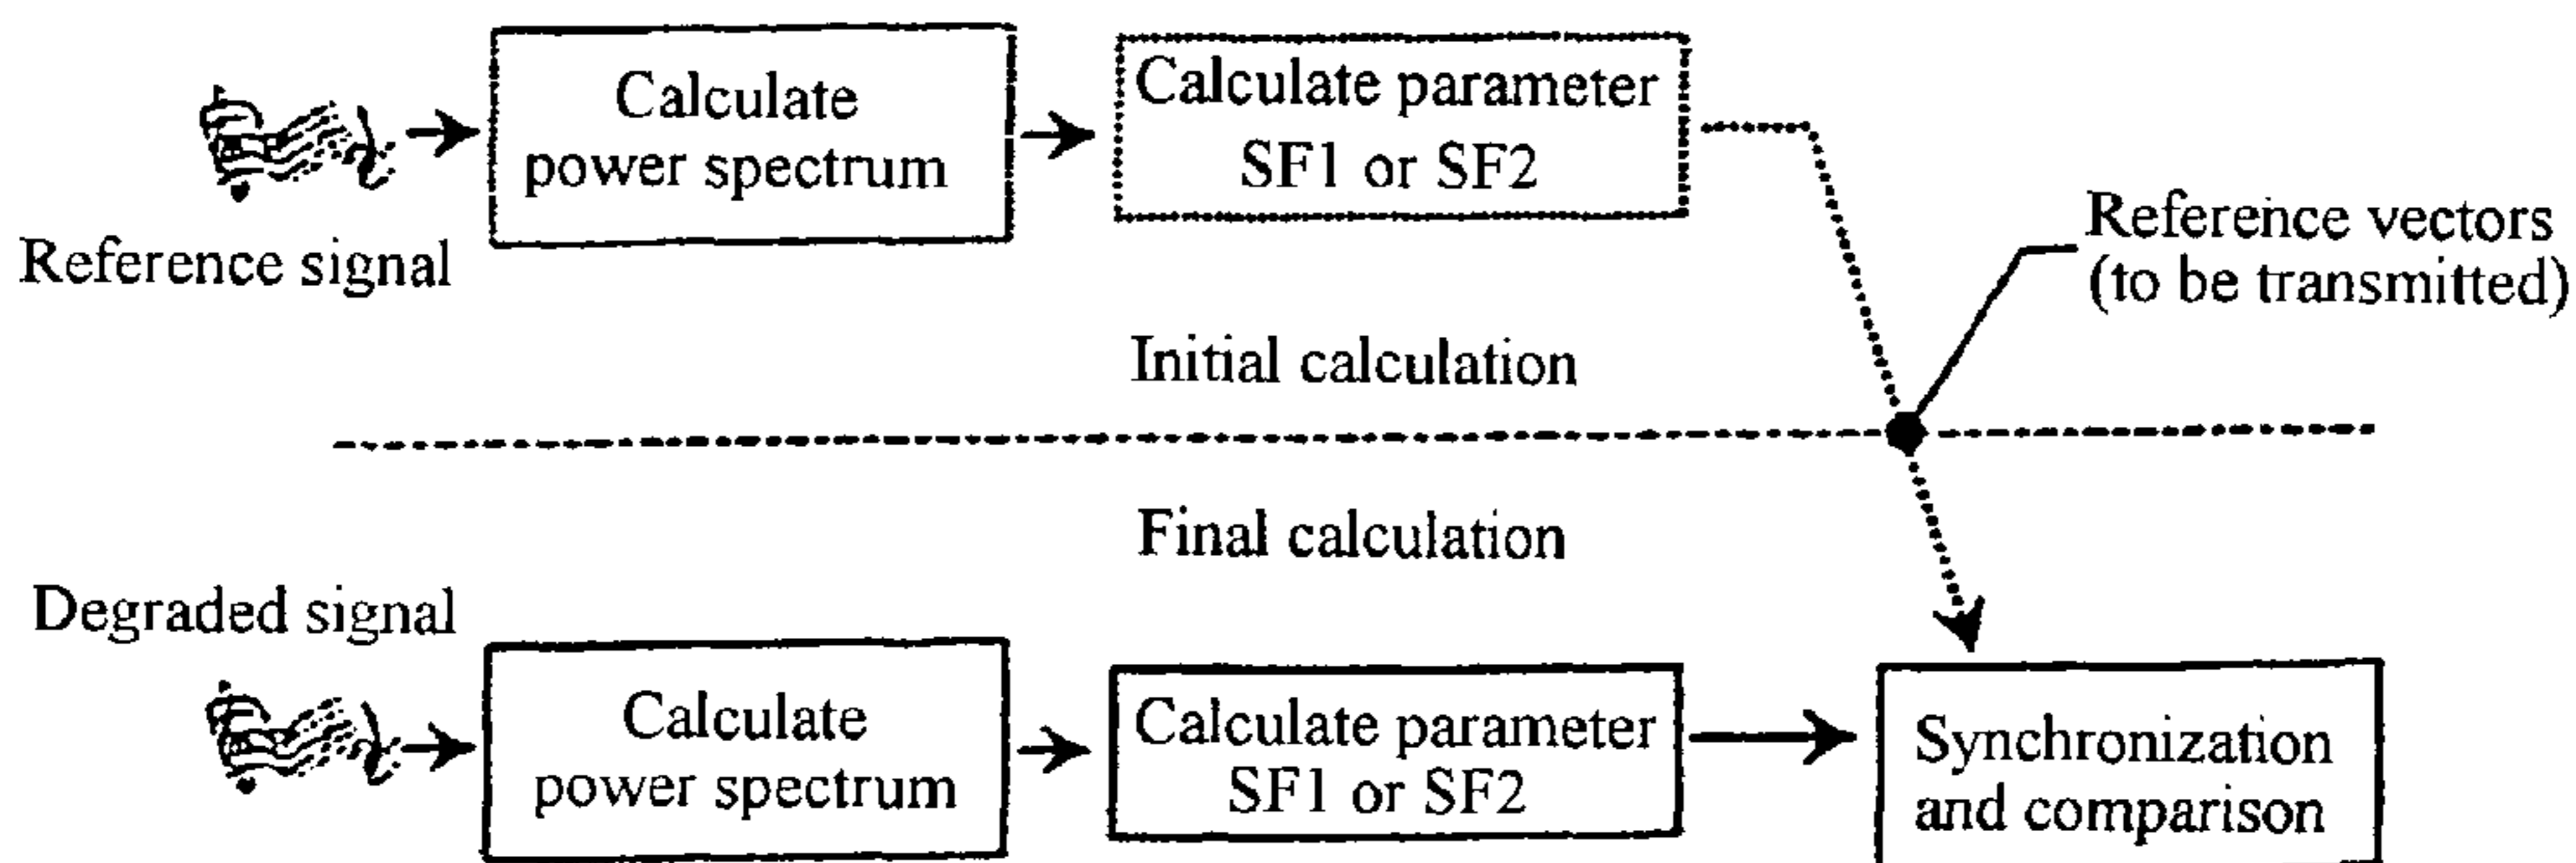 Calculate
power spectrum
Calculate parameter
SF1 or SF2
Reference signal
Reference vectors
(to be transmitted)
Initial calculation
Final calculation
Degraded signal
Calculate
power spectrum
Calculate parameter
SF1 or SF2
Synchronization
and comparison